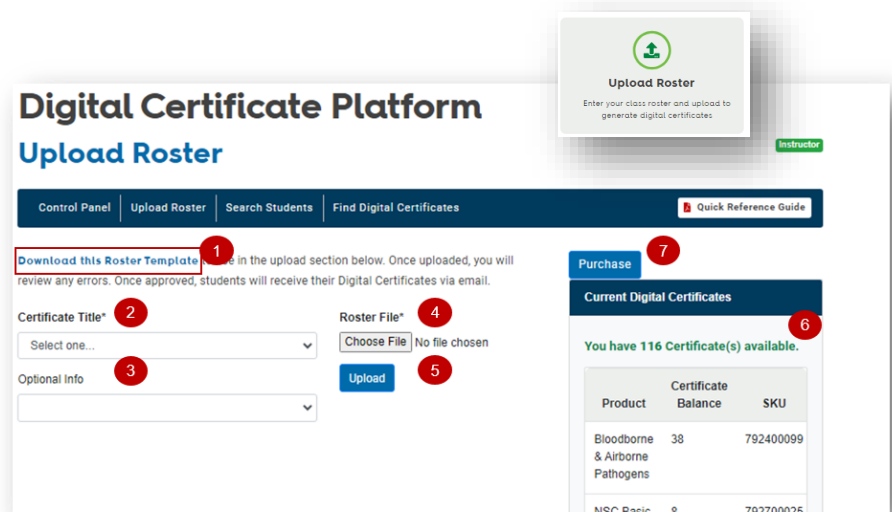 Upload Roster
Enter your class roster and upload to
generate digital certificates
Digital Certificate Platform
Upload Roster
Instructor
Control Panel
Upload Roster
Search Students
Find Digital Certificates
Quick Reference Guide
1
Download this Roster Template in the upload section below. Once uploaded, you will
review any errors. Once approved, students will receive their Digital Certificates via email.
Certificate Title*
2
Select one...
3
Optional Info
Roster File*
4
Choose File No file chosen
5
Upload
Purchase
7
Current Digital Certificates
6
You have 116 Certificate(s) available.
Product
Certificate
Balance
SKU
Bloodborne 38 792400099
& Airborne
Pathogens
NSC Basic 8 792700025